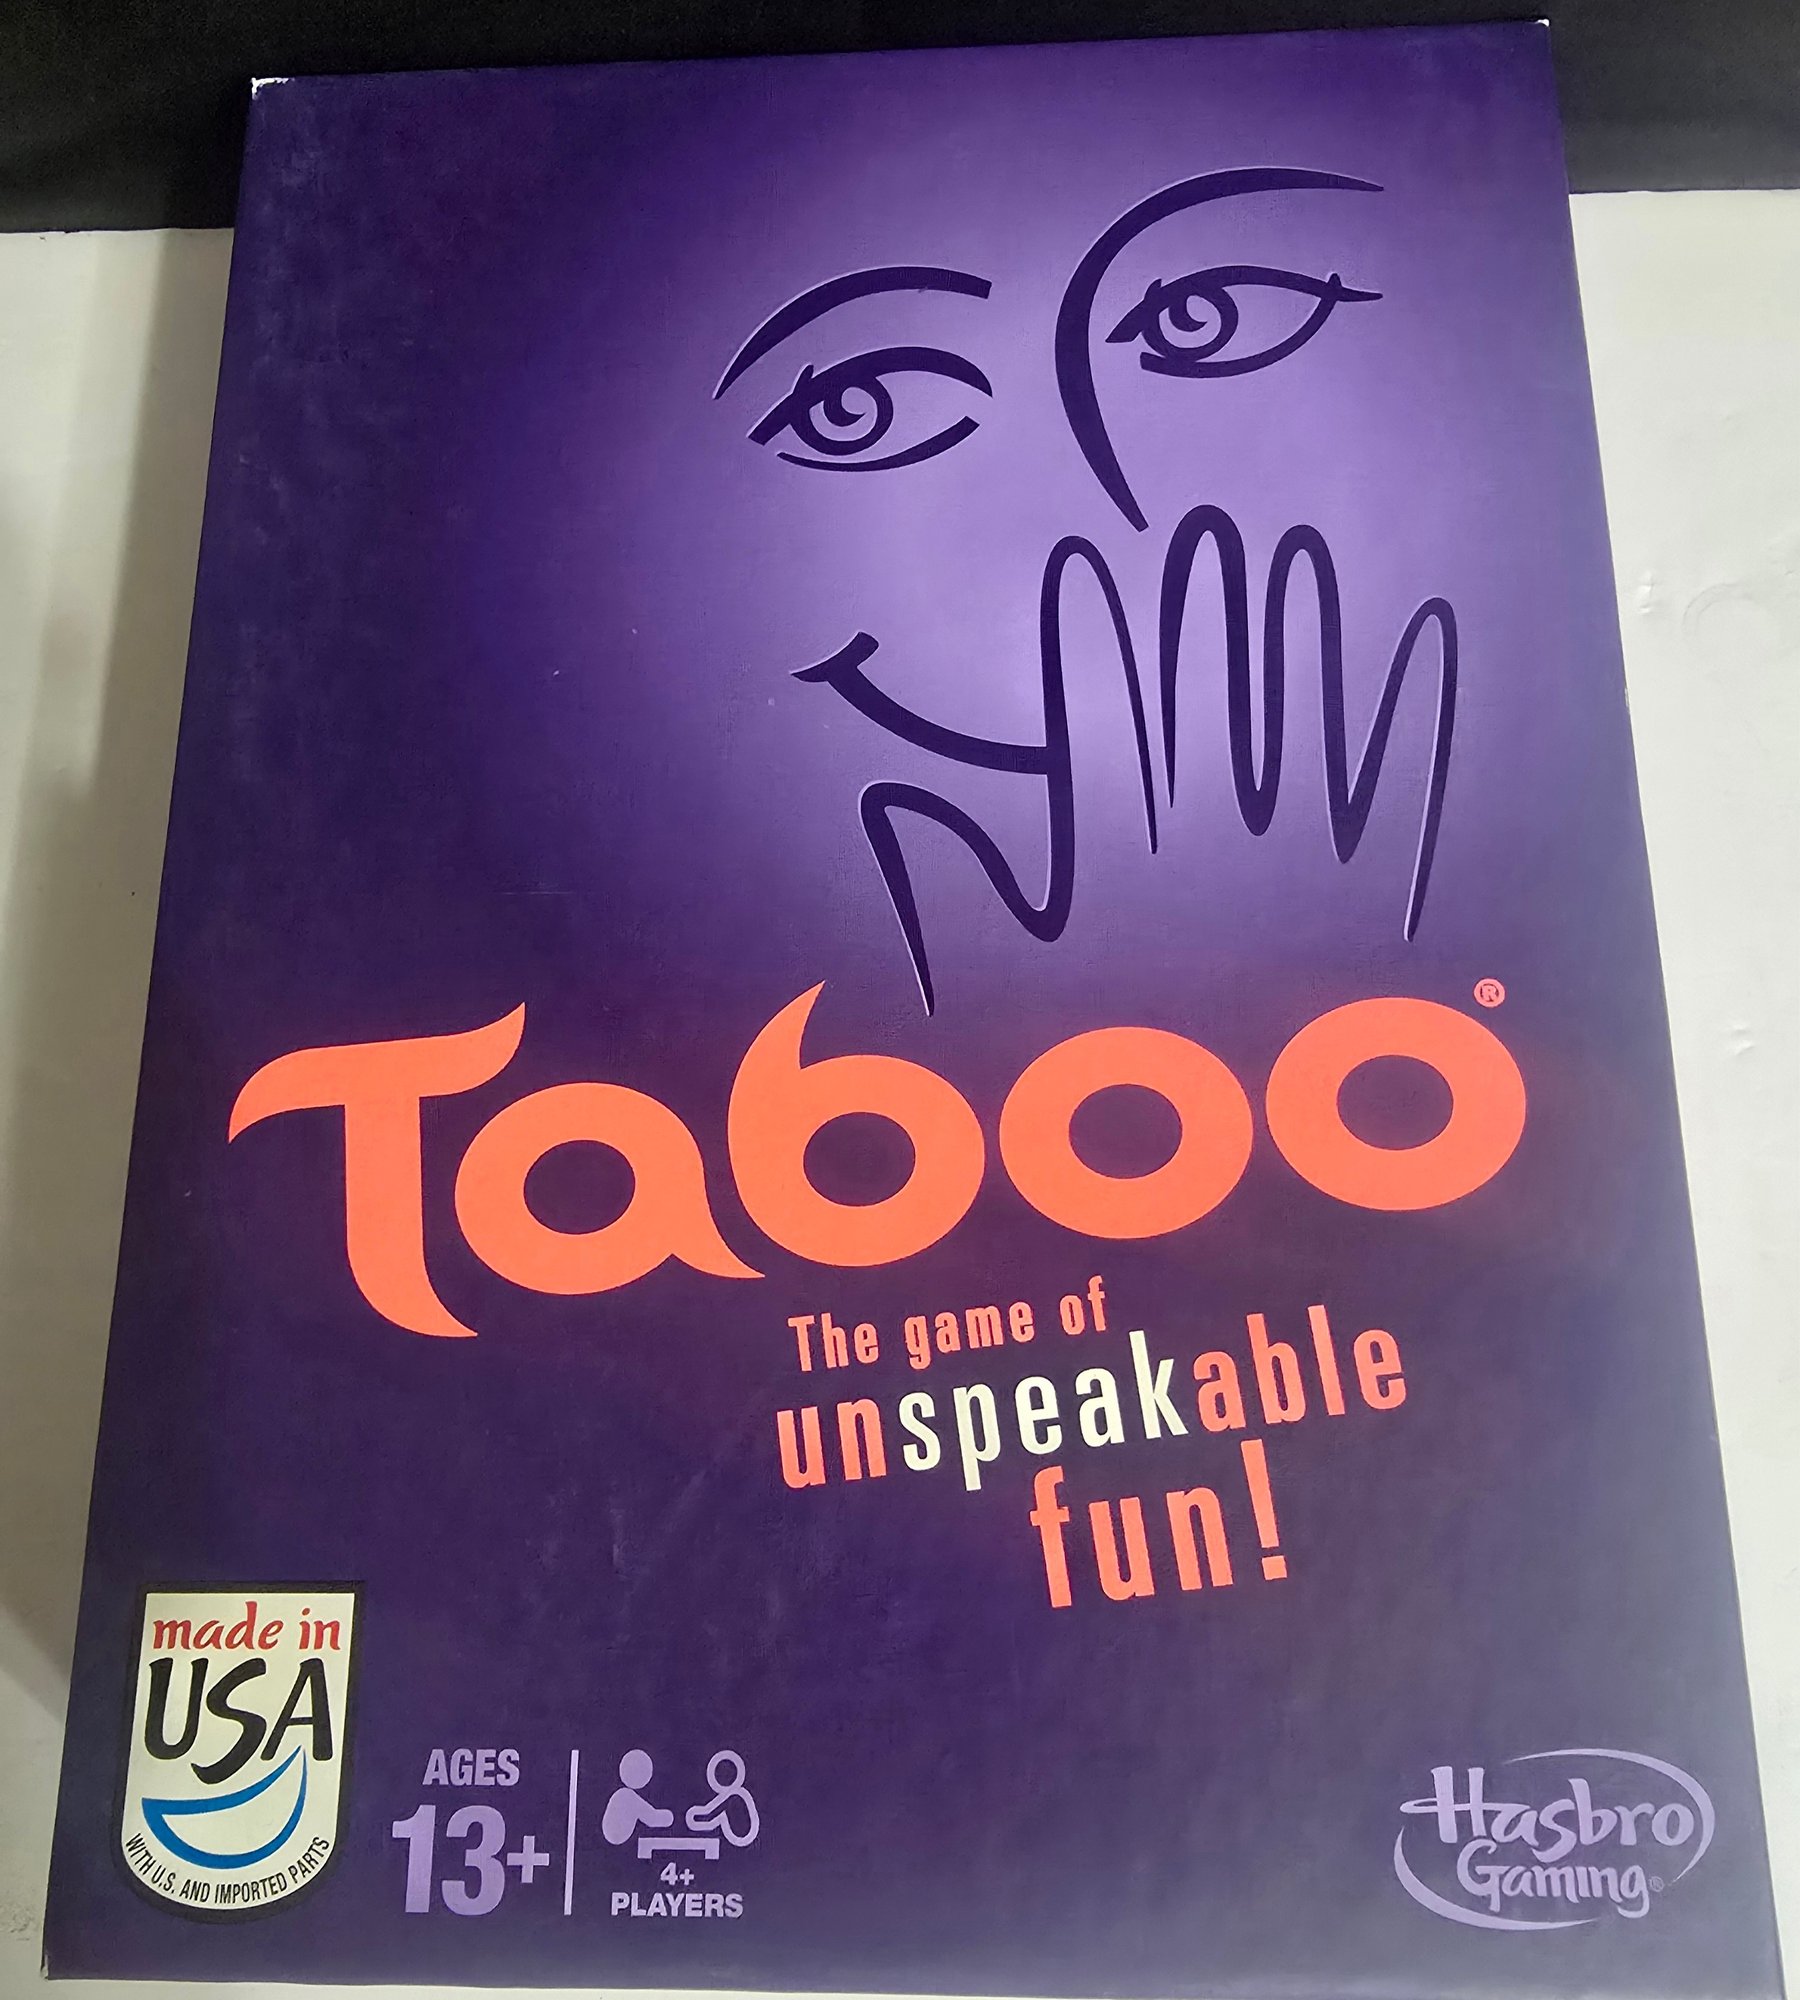 Taboo®
The game of
unspeakable
fun!
made in
USA
WITH U.S. AND IMPORTED PARTS
AGES
13+
4+
PLAYERS
Hasbro
Gaming®